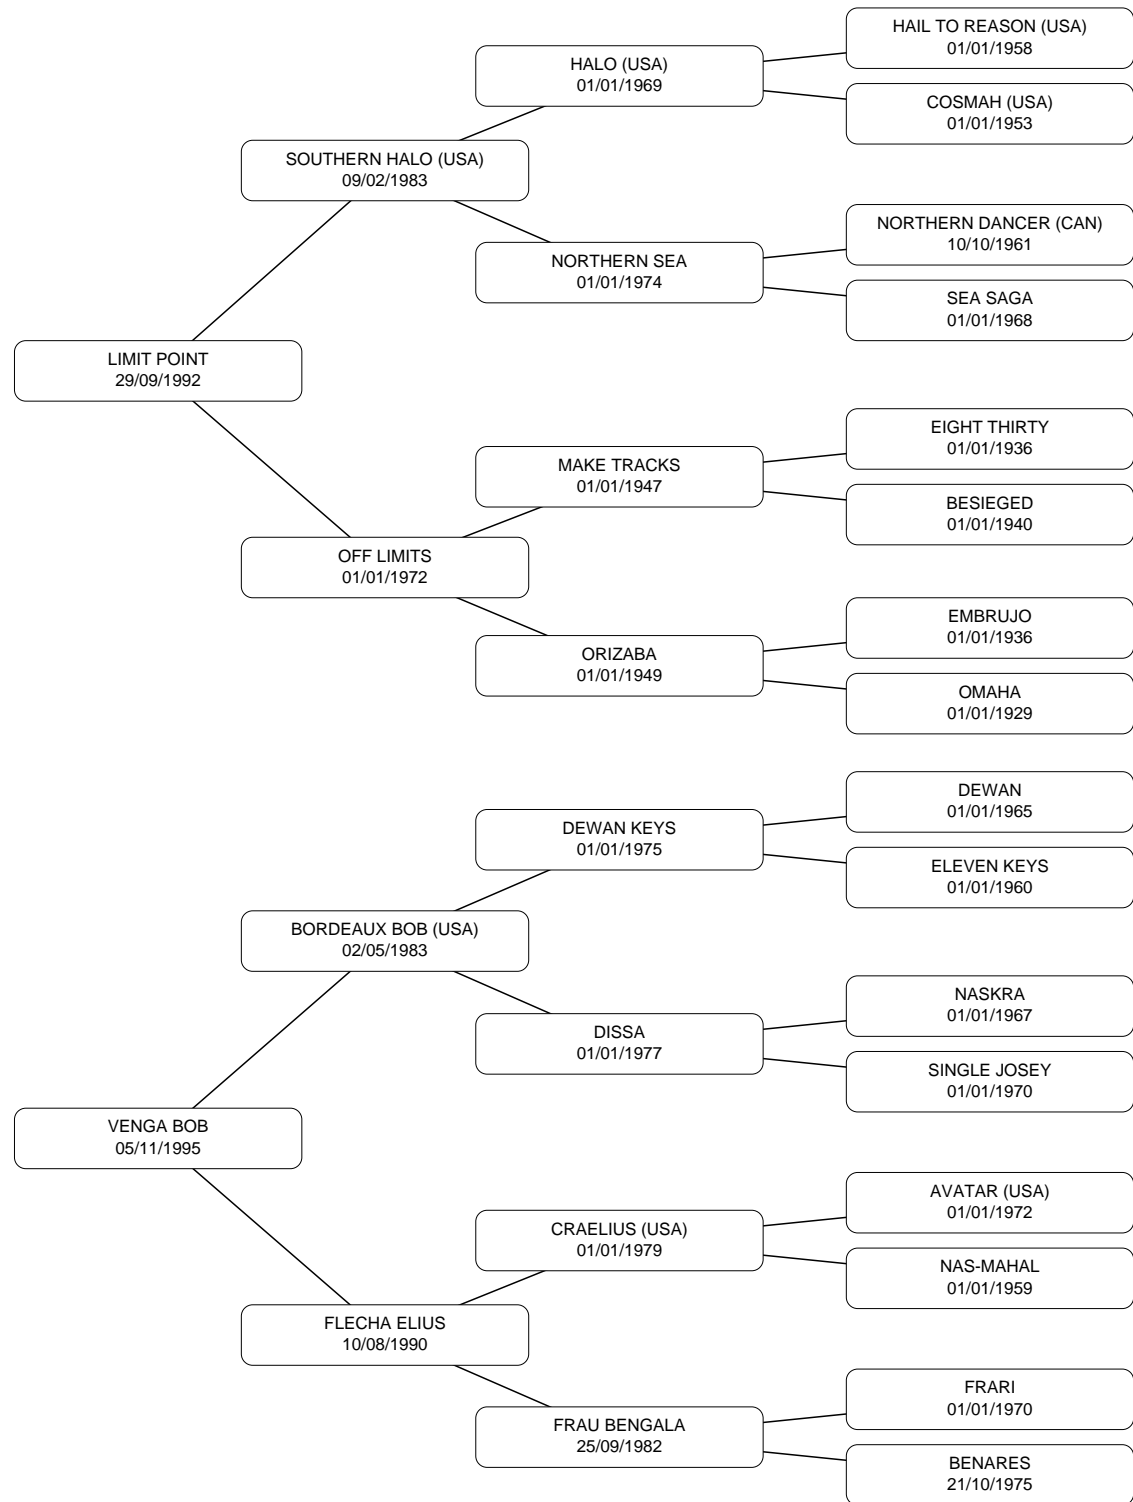 HAIL TO REASON (USA)
01/01/1958
HALO (USA)
01/01/1969
COSMAH (USA)
01/01/1953
SOUTHERN HALO (USA)
09/02/1983
NORTHERN DANCER (CAN)
10/10/1961
NORTHERN SEA
01/01/1974
SEA SAGA
01/01/1968
LIMIT POINT
29/09/1992
EIGHT THIRTY
01/01/1936
MAKE TRACKS
01/01/1947
BESIEGED
01/01/1940
OFF LIMITS
01/01/1972
EMBRUJO
01/01/1936
ORIZABA
01/01/1949
OMAHA
01/01/1929
DEWAN
01/01/1965
DEWAN KEYS
01/01/1975
ELEVEN KEYS
01/01/1960
BORDEAUX BOB (USA)
02/05/1983
NASKRA
01/01/1967
DISSA
01/01/1977
SINGLE JOSEY
01/01/1970
VENGA BOB
05/11/1995
AVATAR (USA)
01/01/1972
CRAELIUS (USA)
01/01/1979
NAS-MAHAL
01/01/1959
FLECHA ELIUS
10/08/1990
FRARI
01/01/1970
FRAU BENGALA
25/09/1982
BENARES
21/10/1975